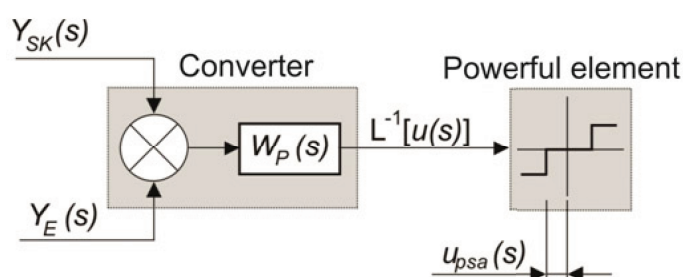 Y_SK(s)
Converter
Powerful element
W_P(s)
L^-1[u(s)]
Y_E(s)
u_psa(s)